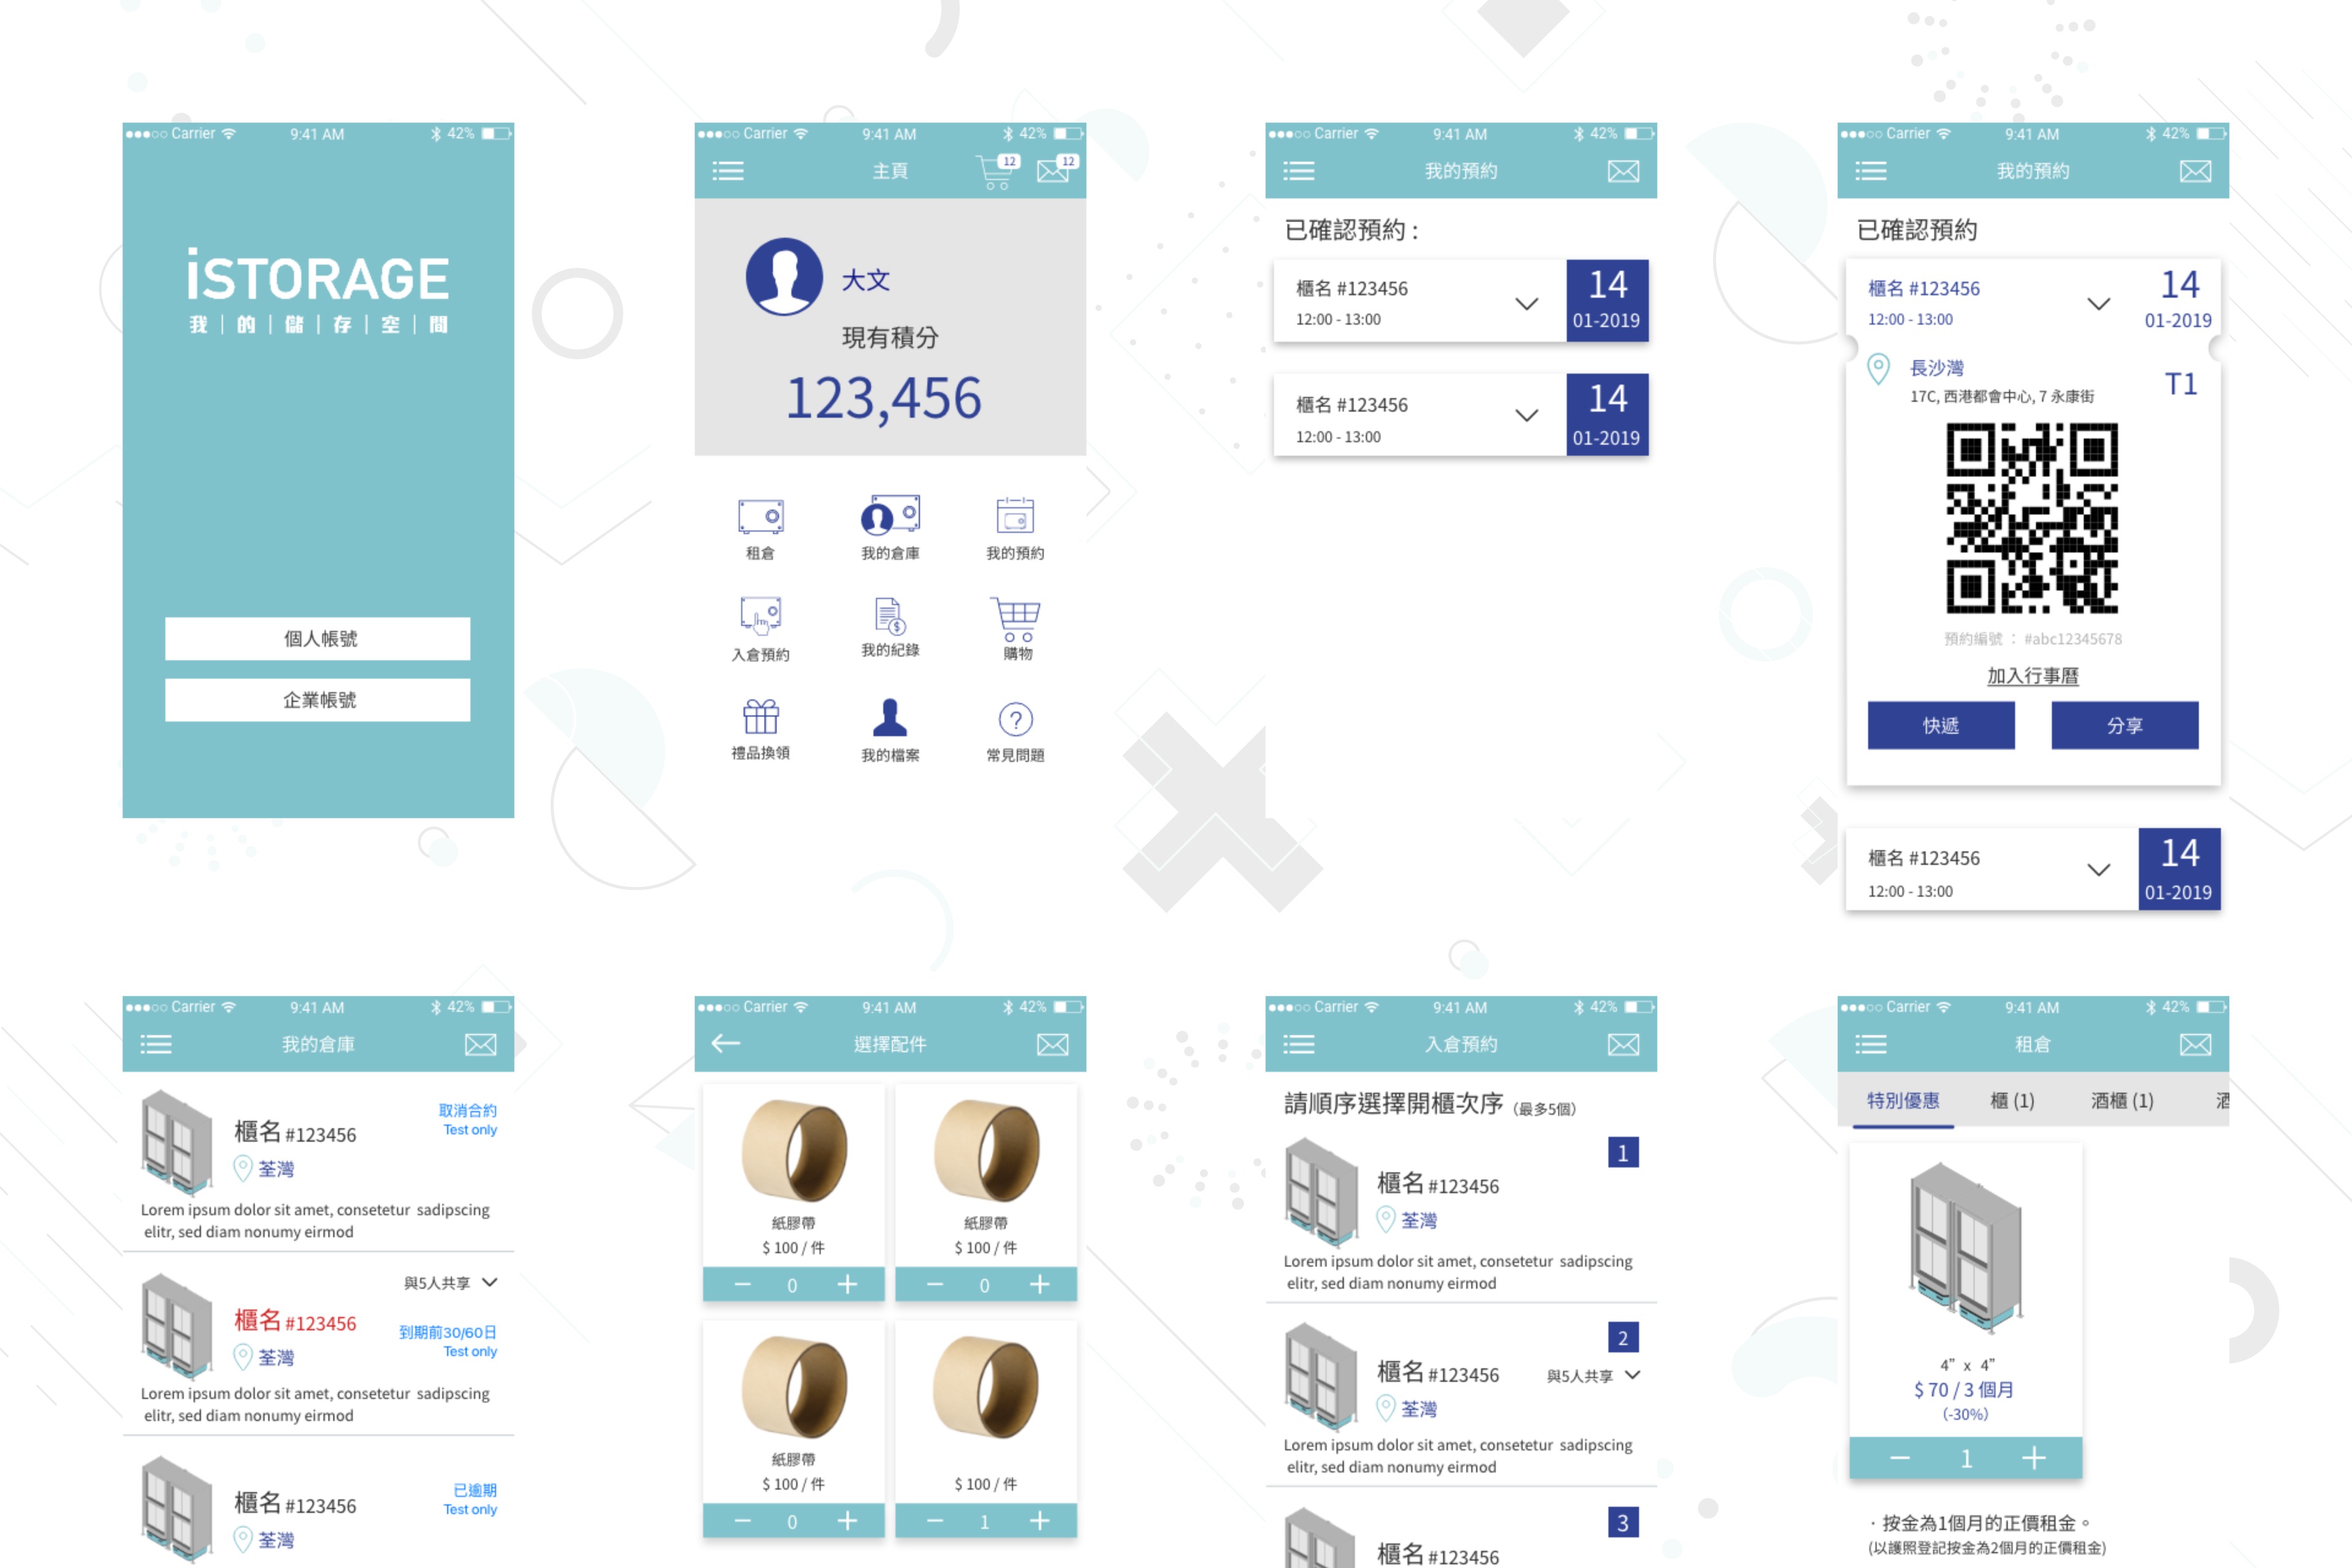 Carrier 9:41 AM 42%
iSTORAGE
我|的|儲|存|空|間
個人帳號
企業帳號
Carrier 9:41 AM 42%
主頁 12 12
大文
現有積分
123,456
租倉 我的倉庫 我的預約
入倉預約 我的紀錄 購物
禮品換領 我的檔案 常見問題
Carrier 9:41 AM 42%
我的預約
已確認預約 :
櫃名 #123456
12:00 - 13:00
14
01-2019
櫃名 #123456
12:00 - 13:00
14
01-2019
Carrier 9:41 AM 42%
我的預約
已確認預約
櫃名 #123456
12:00 - 13:00
14
01-2019
長沙灣
17C, 西港都會中心, 7 永康街
T1
預約編號 : #abc12345678
加入行事曆
快遞 分享
櫃名 #123456
12:00 - 13:00
14
01-2019
Carrier 9:41 AM 42%
我的倉庫
取消合約
Test only
櫃名 #123456
荃灣
Lorem ipsum dolor sit amet, consetetur sadipscing
elitr, sed diam nonumy eirmod
與5人共享
櫃名 #123456
到期前30/60日
Test only
荃灣
Lorem ipsum dolor sit amet, consetetur sadipscing
elitr, sed diam nonumy eirmod
已逾期
Test only
櫃名 #123456
荃灣
Carrier 9:41 AM 42%
選擇配件
紙膠帶
$ 100 / 件
− 0 +
紙膠帶
$ 100 / 件
− 0 +
紙膠帶
$ 100 / 件
− 0 +
$ 100 / 件
− 1 +
Carrier 9:41 AM 42%
入倉預約
請順序選擇開櫃次序 (最多5個)
1
櫃名 #123456
荃灣
Lorem ipsum dolor sit amet, consetetur sadipscing
elitr, sed diam nonumy eirmod
2
櫃名 #123456
與5人共享
荃灣
Lorem ipsum dolor sit amet, consetetur sadipscing
elitr, sed diam nonumy eirmod
3
櫃名 #123456
Carrier 9:41 AM 42%
租倉
特別優惠 櫃 (1) 酒櫃 (1) 酒
4” x 4”
$ 70 / 3 個月
(-30%)
− 1 +
· 按金為1個月的正價租金。
(以護照登記按金為2個月的正價租金)